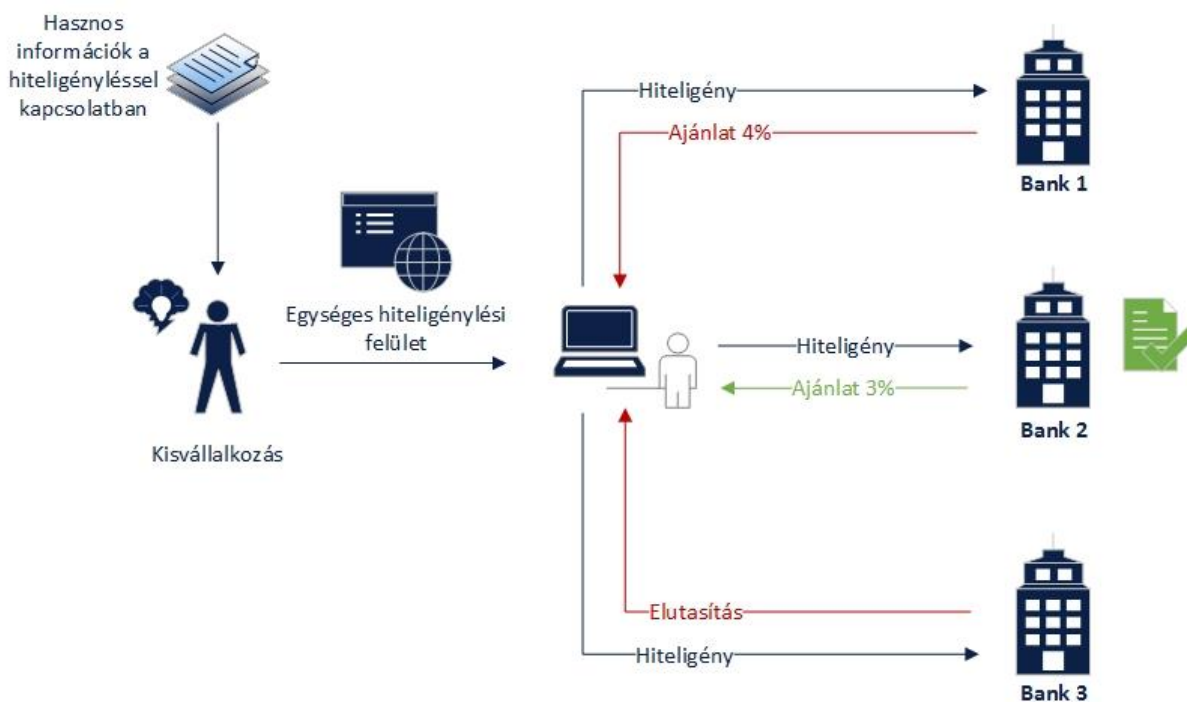 Hasznos
információk a
hiteligényléssel
kapcsolatban
Hiteligény
Ajánlat 4%
Bank 1
Egységes hiteligénylési
felület
Kisvállalkozás
Hiteligény
Ajánlat 3%
Bank 2
Elutasítás
Hiteligény
Bank 3